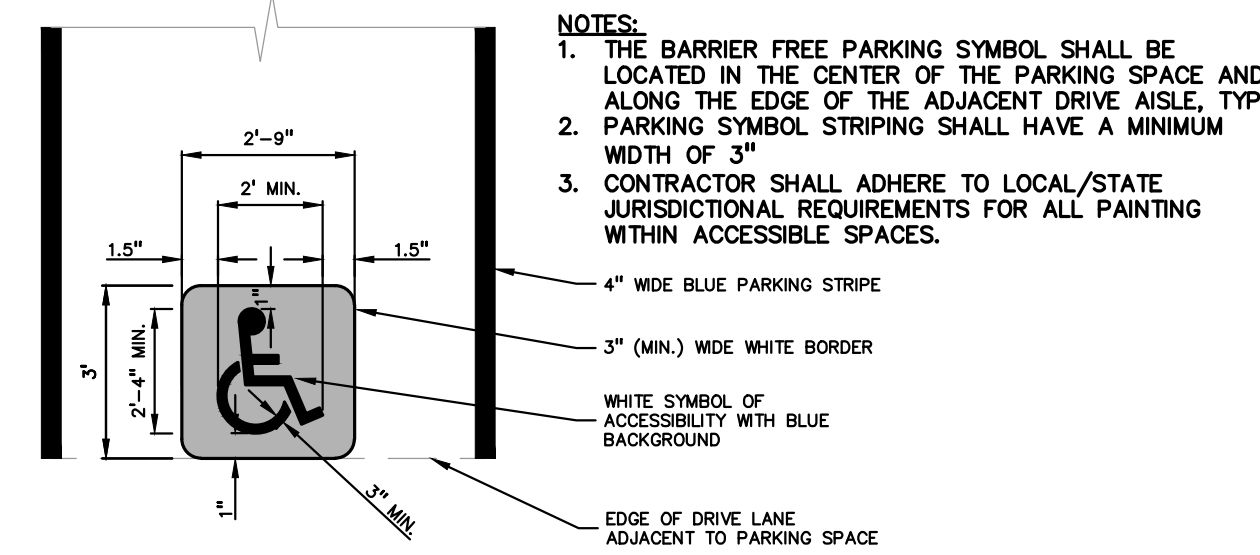 NOTES:
1. THE BARRIER FREE PARKING SYMBOL SHALL BE
LOCATED IN THE CENTER OF THE PARKING SPACE AND
ALONG THE EDGE OF THE ADJACENT DRIVE AISLE, TYP
2. PARKING SYMBOL STRIPING SHALL HAVE A MINIMUM
WIDTH OF 3"
3. CONTRACTOR SHALL ADHERE TO LOCAL/STATE
JURISDICTIONAL REQUIREMENTS FOR ALL PAINTING
WITHIN ACCESSIBLE SPACES.
2'-9"
2' MIN.
1.5"
1.5"
1"
3'
2'-4" MIN.
1"
3" MIN.
4" WIDE BLUE PARKING STRIPE
3" (MIN.) WIDE WHITE BORDER
WHITE SYMBOL OF
ACCESSIBILITY WITH BLUE
BACKGROUND
EDGE OF DRIVE LANE
ADJACENT TO PARKING SPACE